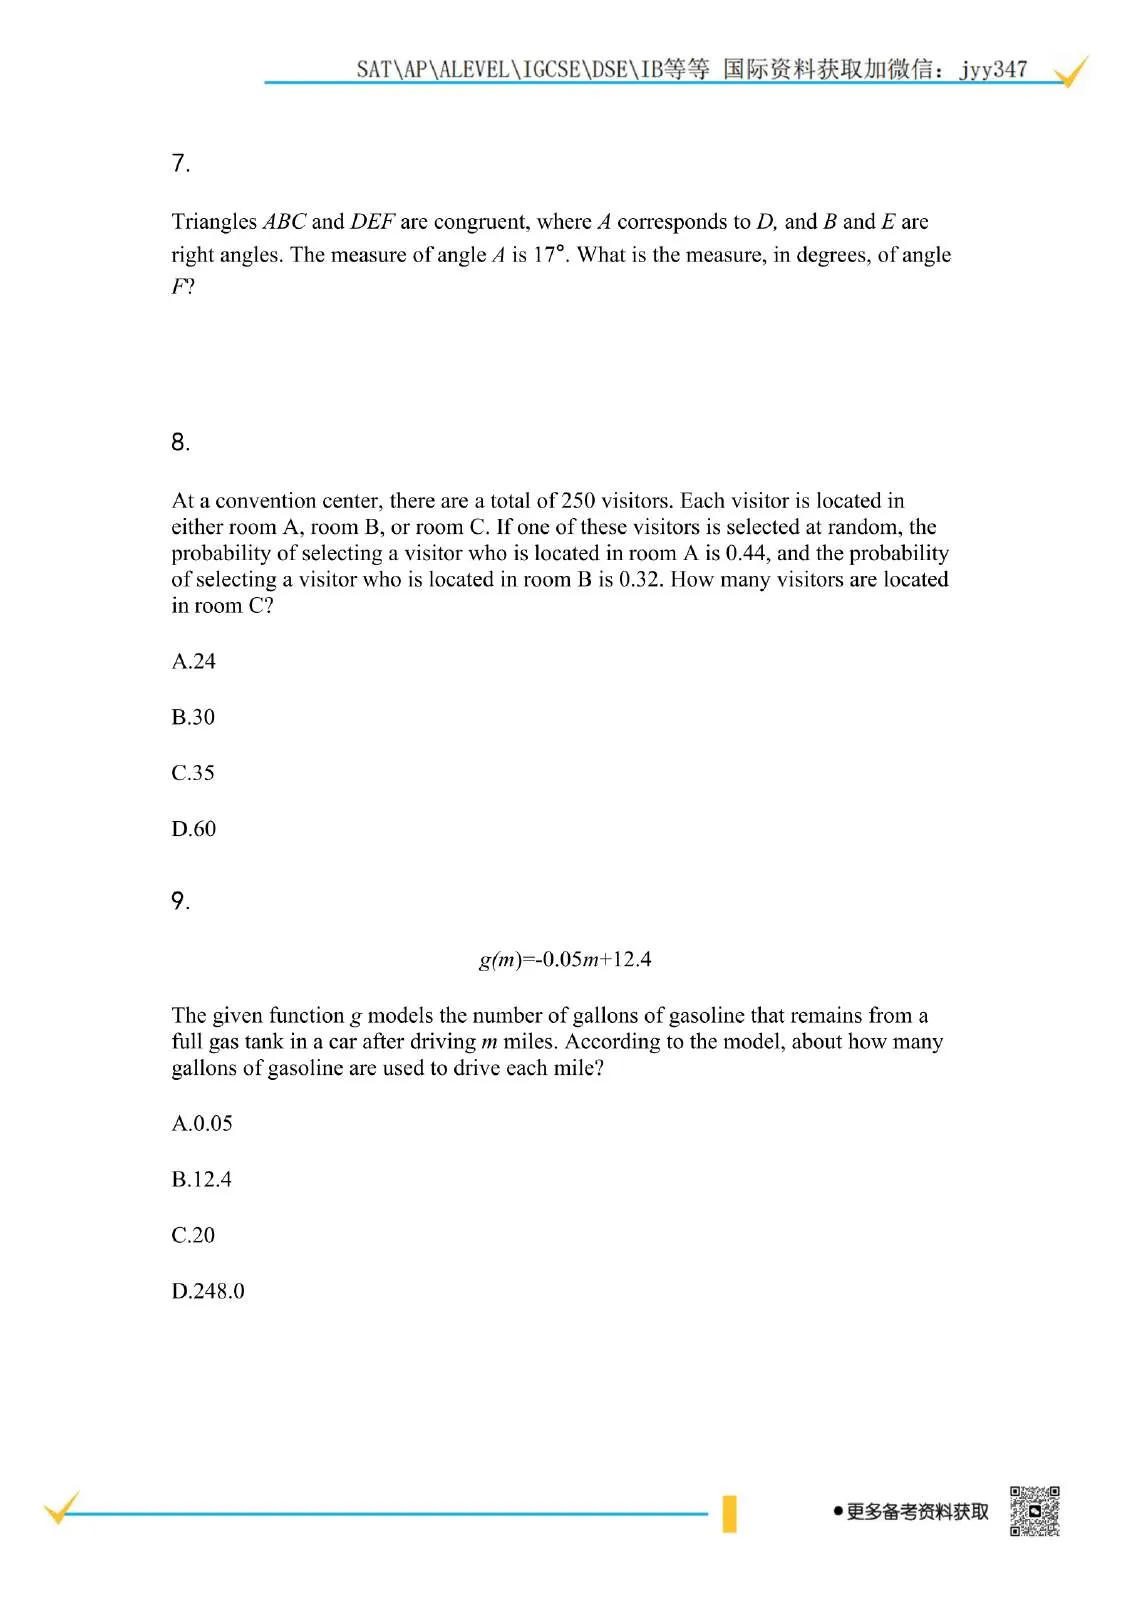 SAT\AP\ALEVEL\IGCSE\DSE\IB等等 国际资料获取加微信：jyy347
7.
Triangles ABC and DEF are congruent, where A corresponds to D, and B and E are
right angles. The measure of angle A is 17°. What is the measure, in degrees, of angle
F?
8.
At a convention center, there are a total of 250 visitors. Each visitor is located in
either room A, room B, or room C. If one of these visitors is selected at random, the
probability of selecting a visitor who is located in room A is 0.44, and the probability
of selecting a visitor who is located in room B is 0.32. How many visitors are located
in room C?
A.24
B.30
C.35
D.60
9.
g(m)=-0.05m+12.4
The given function g models the number of gallons of gasoline that remains from a
full gas tank in a car after driving m miles. According to the model, about how many
gallons of gasoline are used to drive each mile?
A.0.05
B.12.4
C.20
D.248.0
●更多备考资料获取